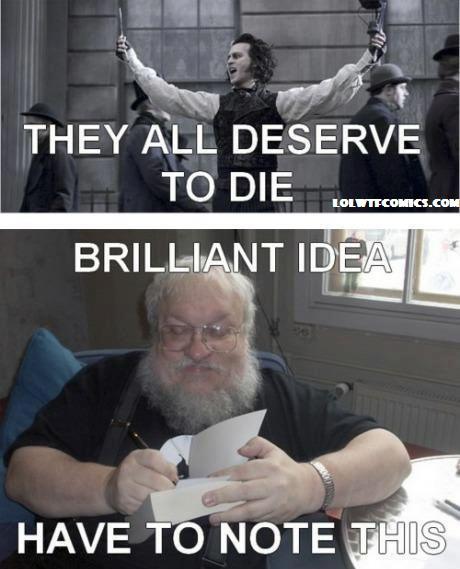 THEY ALL DESERVE
TO DIE
LOLWTFCOMICS.COM
BRILLIANT IDEA
HAVE TO NOTE THIS